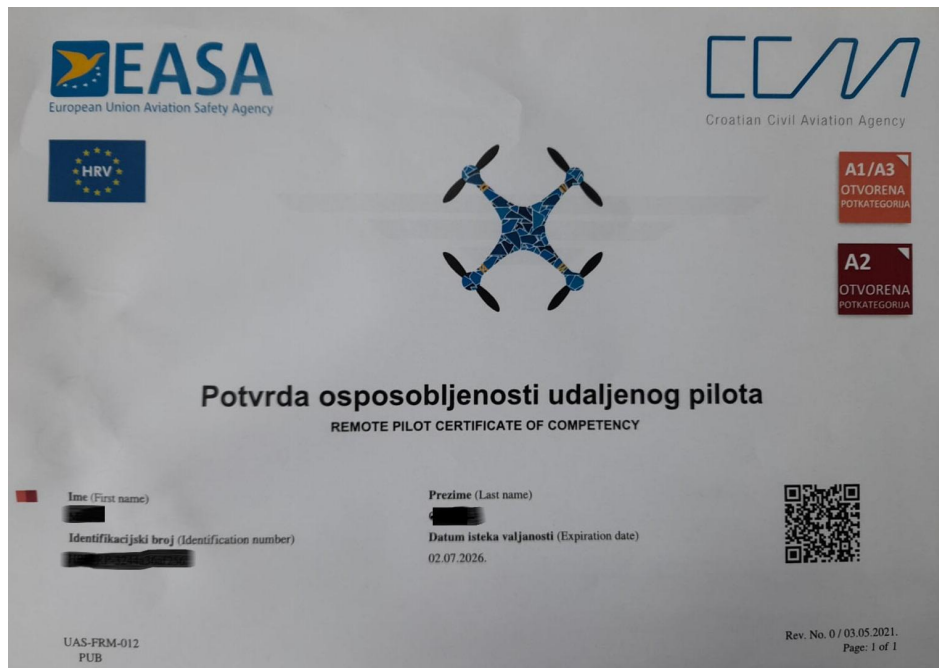 EASA
European Union Aviation Safety Agency
CCAA
Croatian Civil Aviation Agency
HRV
A1/A3
OTVORENA
POTKATEGORIJA
A2
OTVORENA
POTKATEGORIJA
Potvrda osposobljenosti udaljenog pilota
REMOTE PILOT CERTIFICATE OF COMPETENCY
Ime (First name)
Prezime (Last name)
Identifikacijski broj (Identification number)
Datum isteka valjanosti (Expiration date)
02.07.2026.
UAS-FRM-012
PUB
Rev. No. 0 / 03.05.2021.
Page: 1 of 1